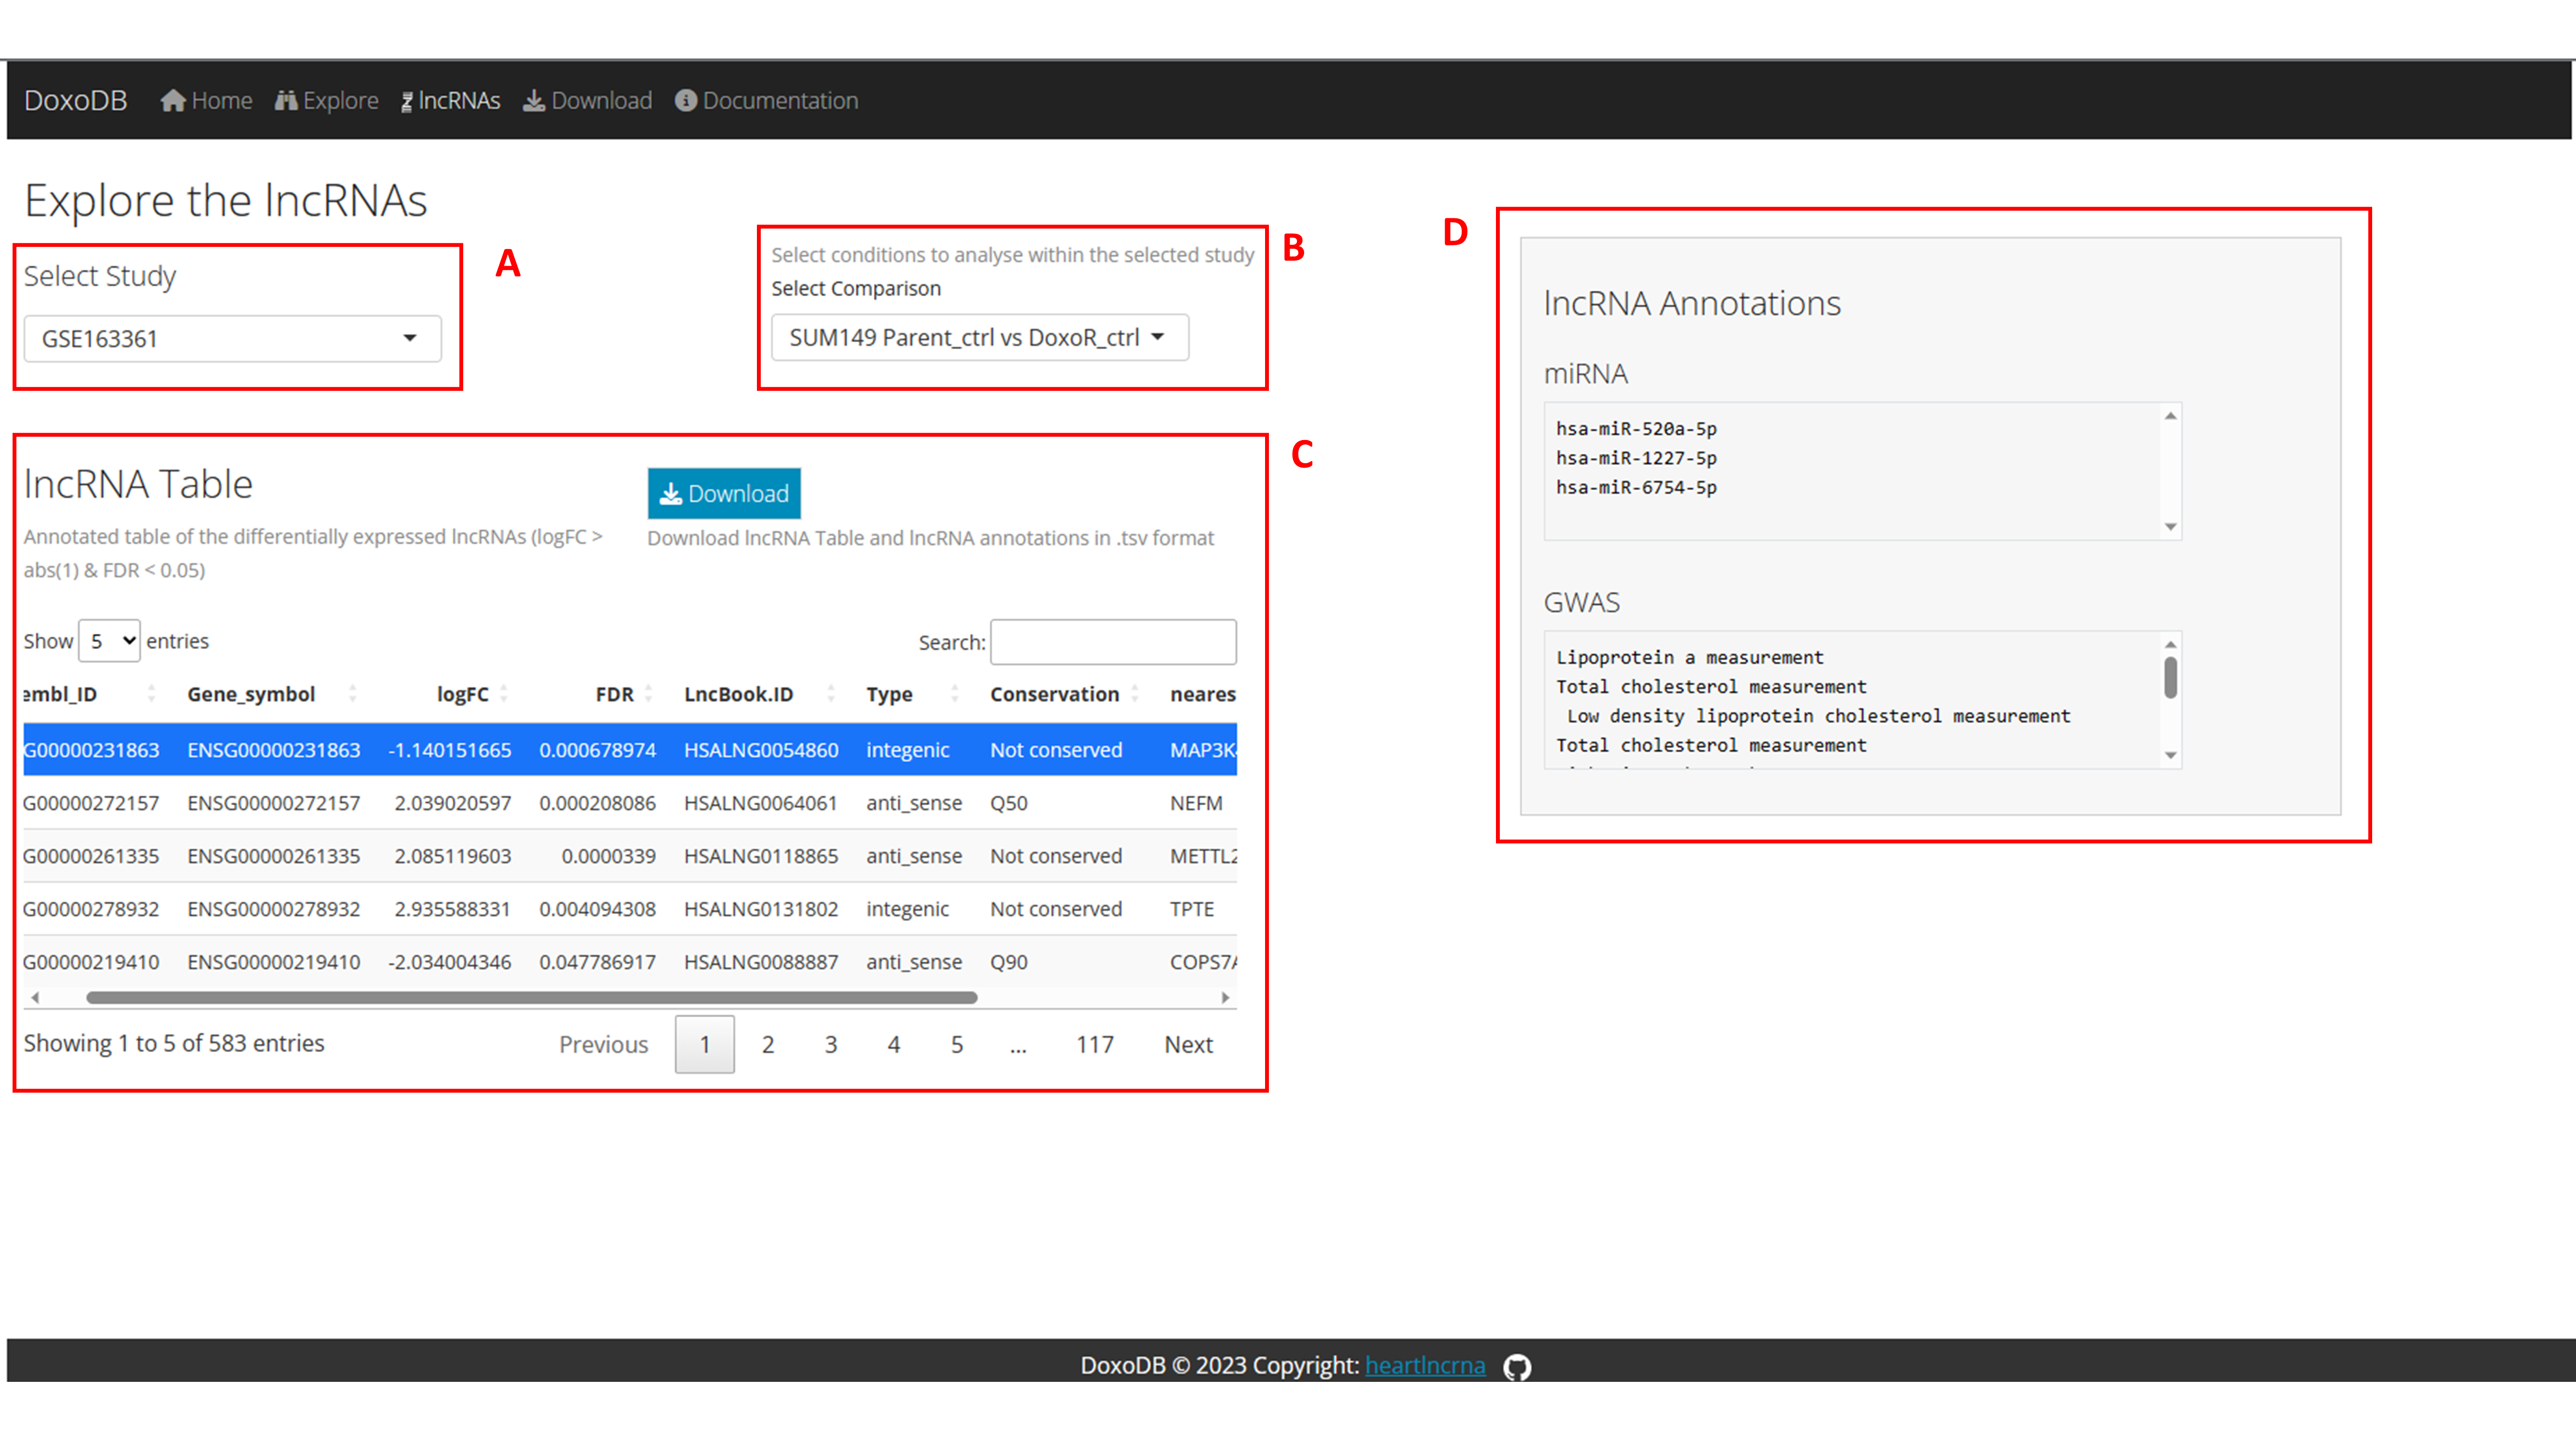 DoxoDB Home Explore lncRNAs Download Documentation
Explore the lncRNAs
A
Select Study
GSE163361
B
Select conditions to analyse within the selected study
Select Comparison
SUM149 Parent_ctrl vs DoxoR_ctrl
C
lncRNA Table
Download
Annotated table of the differentially expressed lncRNAs (logFC >
abs(1) & FDR < 0.05)
Download lncRNA Table and lncRNA annotations in .tsv format
Show 5 entries
Search:
embl_ID Gene_symbol logFC FDR LncBook.ID Type Conservation neares
G00000231863 ENSG00000231863 -1.140151665 0.000678974 HSALNG0054860 integenic Not conserved MAP3K
G00000272157 ENSG00000272157 2.039020597 0.000208086 HSALNG0064061 anti_sense Q50 NEFM
G00000261335 ENSG00000261335 2.085119603 0.0000339 HSALNG0118865 anti_sense Not conserved METTL2
G00000278932 ENSG00000278932 2.935588331 0.004094308 HSALNG0131802 integenic Not conserved TPTE
G00000219410 ENSG00000219410 -2.034004346 0.047786917 HSALNG0088887 anti_sense Q90 COPS7A
Showing 1 to 5 of 583 entries
Previous 1 2 3 4 5 ... 117 Next
D
lncRNA Annotations
miRNA
hsa-miR-520a-5p
hsa-miR-1227-5p
hsa-miR-6754-5p
GWAS
Lipoprotein a measurement
Total cholesterol measurement
Low density lipoprotein cholesterol measurement
Total cholesterol measurement
DoxoDB © 2023 Copyright: heartlncrna